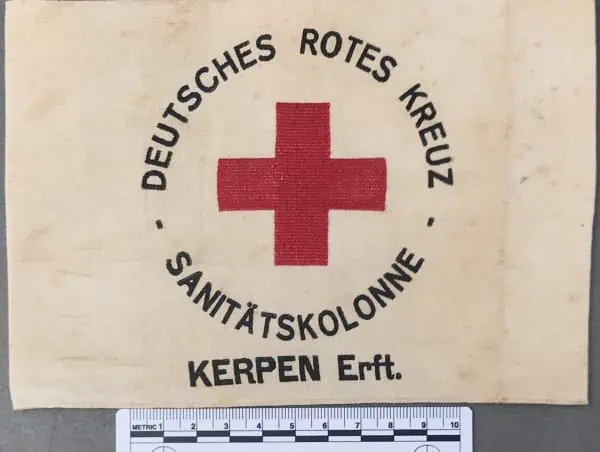 DEUTSCHES ROTES KREUZ
- SANITÄTSKOLONNE -
KERPEN Erft.
METRIC 1 2 3 4 5 6 7 8 9 10